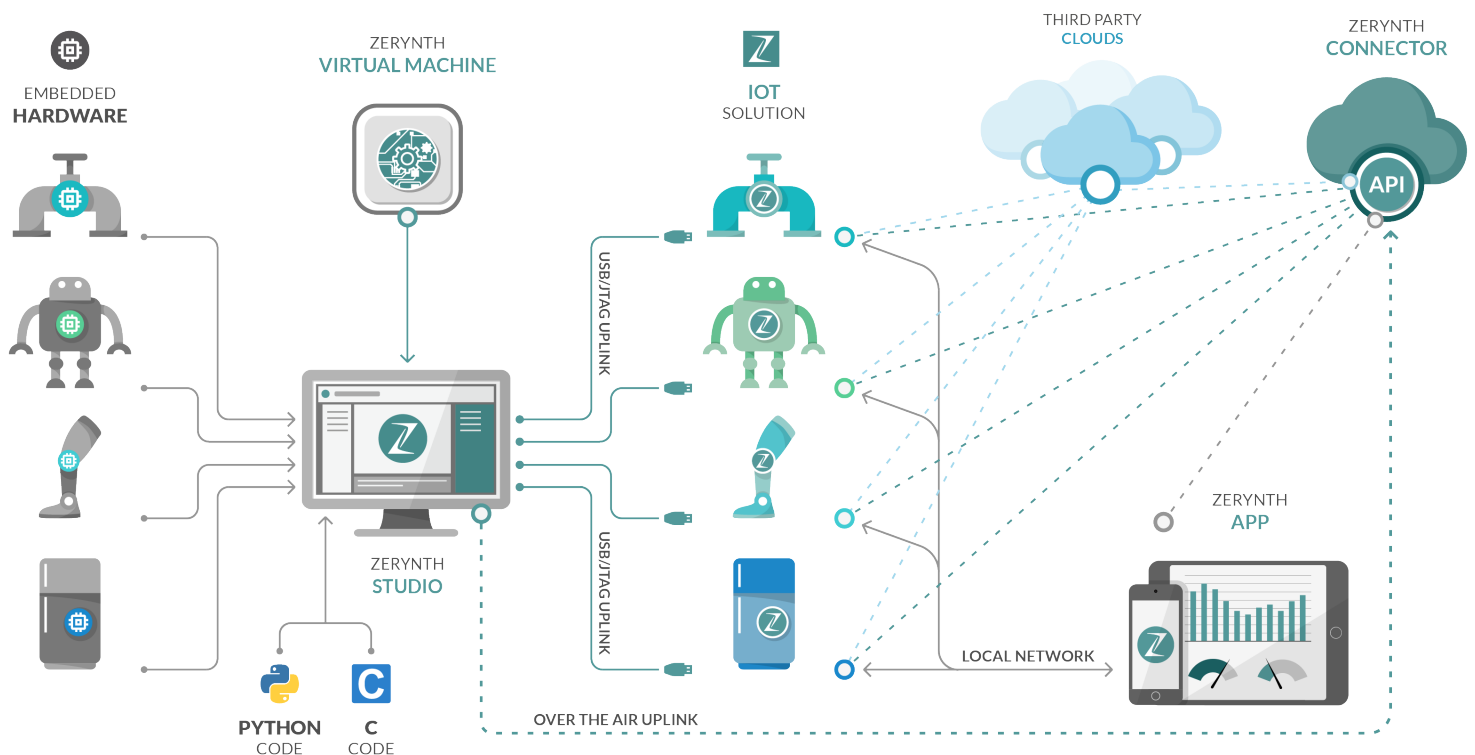 EMBEDDED
HARDWARE
ZERYNTH
VIRTUAL MACHINE
IOT
SOLUTION
THIRD PARTY
CLOUDS
ZERYNTH
CONNECTOR
API
USB/JTAG UPLINK
ZERYNTH
STUDIO
USB/JTAG UPLINK
ZERYNTH
APP
LOCAL NETWORK
C
PYTHON
CODE
C
CODE
OVER THE AIR UPLINK